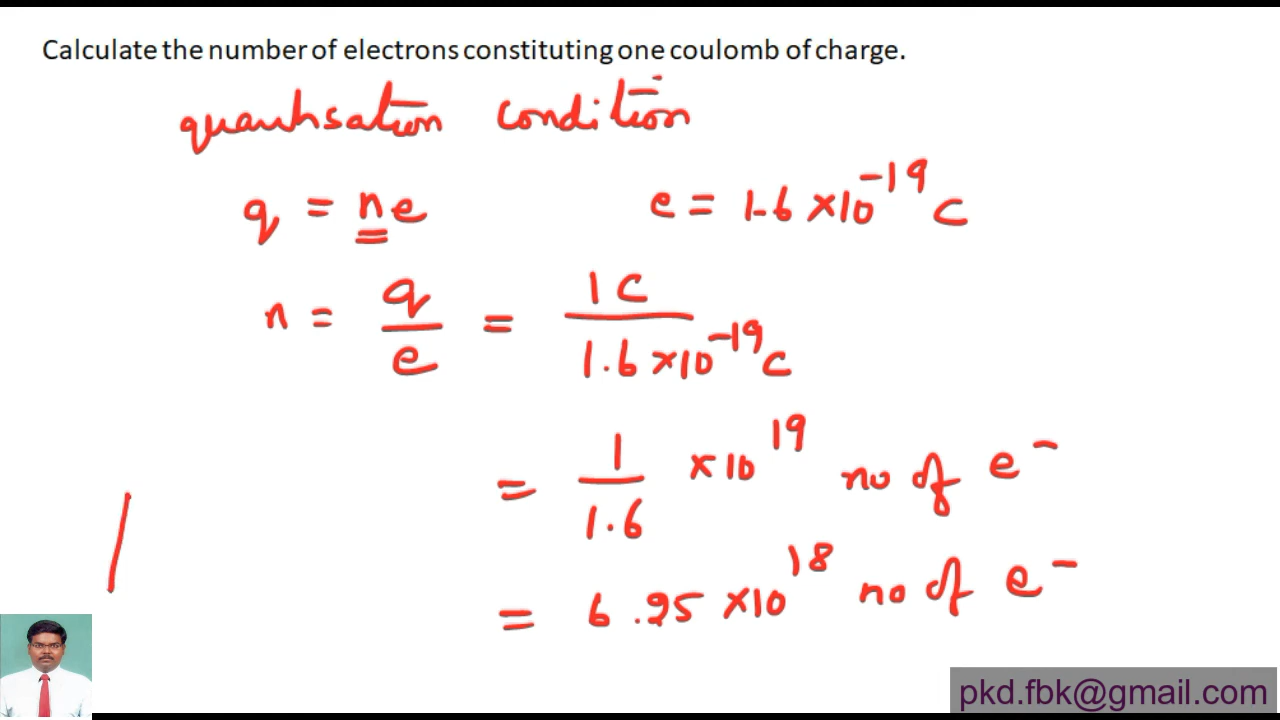 Calculate the number of electrons constituting one coulomb of charge.
quantisation condition
q = ne e = 1.6 × 10⁻¹⁹ C
n = q/e = 1 C / 1.6 × 10⁻¹⁹ C
= 1/1.6 × 10¹⁹ no of e⁻
= 6.25 × 10¹⁸ no of e⁻
pkd.fbk@gmail.com